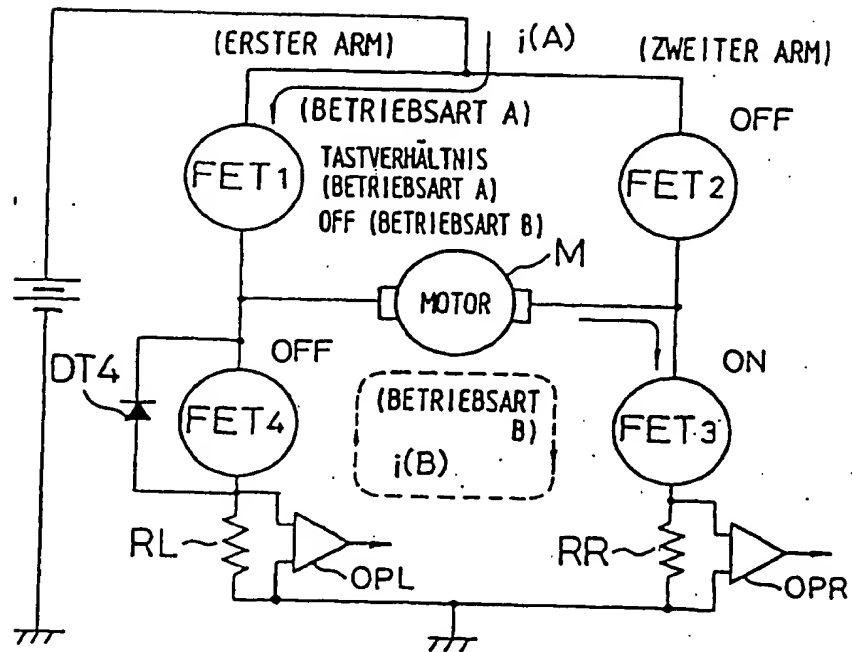 (ERSTER ARM)
i(A)
(ZWEITER ARM)
(BETRIEBSART A)
OFF
FET1
TASTVERHÄLTNIS
(BETRIEBSART A)
OFF (BETRIEBSART B)
FET2
M
MOTOR
DT4
OFF
ON
FET4
(BETRIEBSART
B)
i(B)
FET3
RL
OPL
RR
OPR